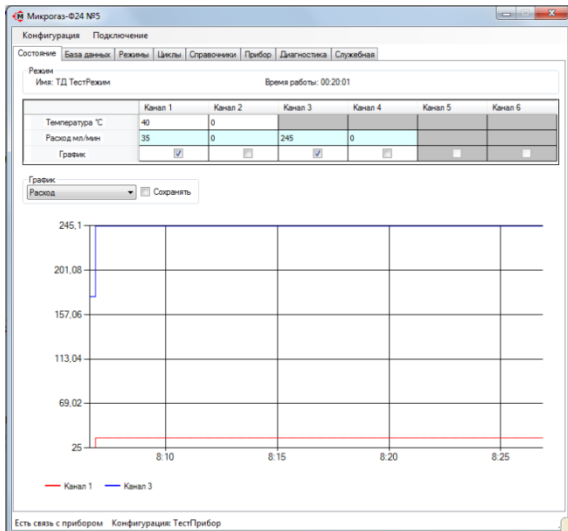 Микрогаз-Ф24 №5
Конфигурация Подключение
Состояние База данных Режимы Циклы Справочники Прибор Диагностика Служебная
Режим
Имя: ТД ТестРежим Время работы: 00:20:01
Канал 1 Канал 2 Канал 3 Канал 4 Канал 5 Канал 6
Температура °С 40 0
Расход мл/мин 35 0 245 0
График
График
Расход Сохранять
245,1
201,08
157,06
113,04
69,02
25
8:10 8:15 8:20 8:25
Канал 1 Канал 3
Есть связь с прибором Конфигурация: ТестПрибор